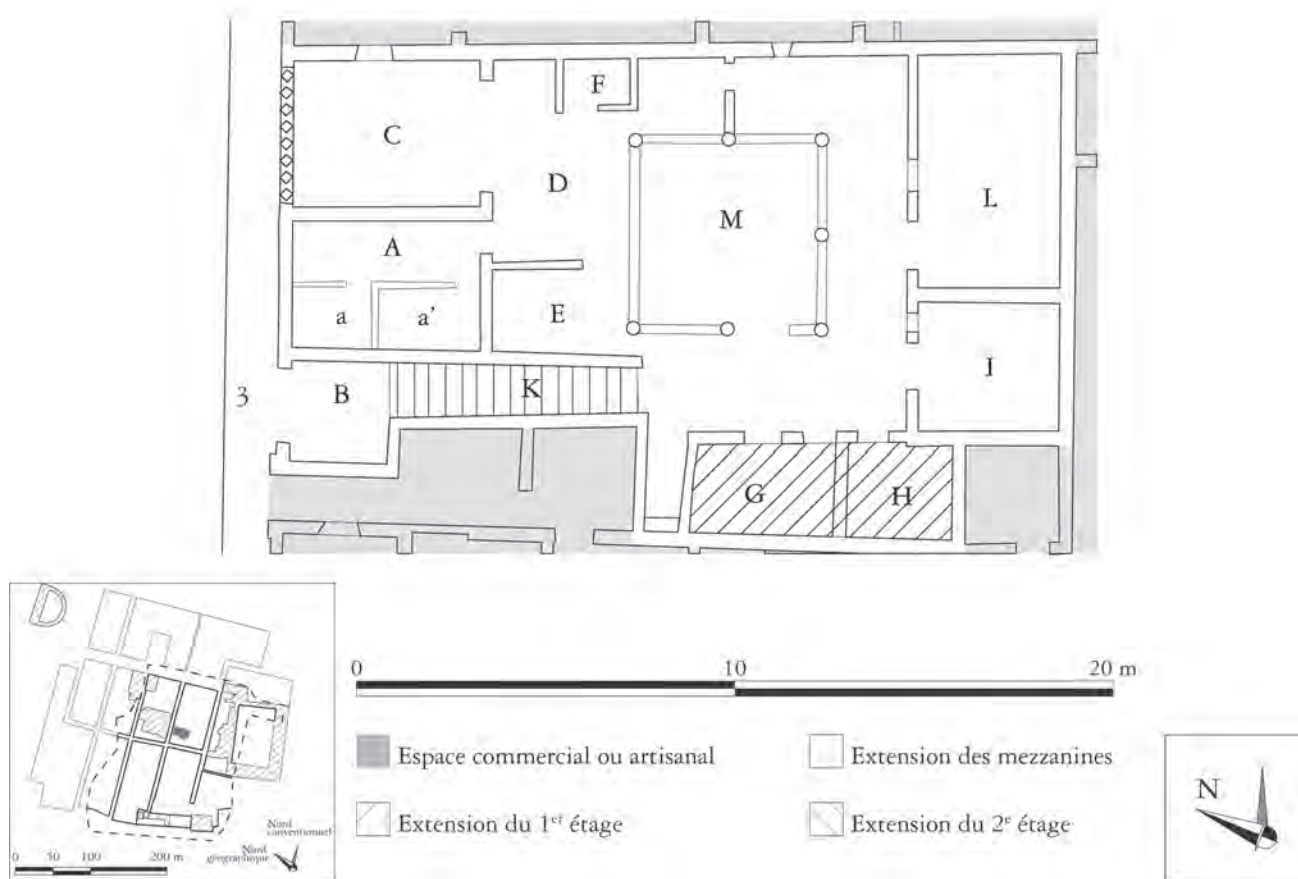 F
C
D
L
M
A
a a'
E
I
3 B K
G H
D
Nord
conventionnel
Nord
géographique
0 50 100 200 m
0 10 20 m
Espace commercial ou artisanal
Extension des mezzanines
Extension du 1er étage
Extension du 2e étage
N